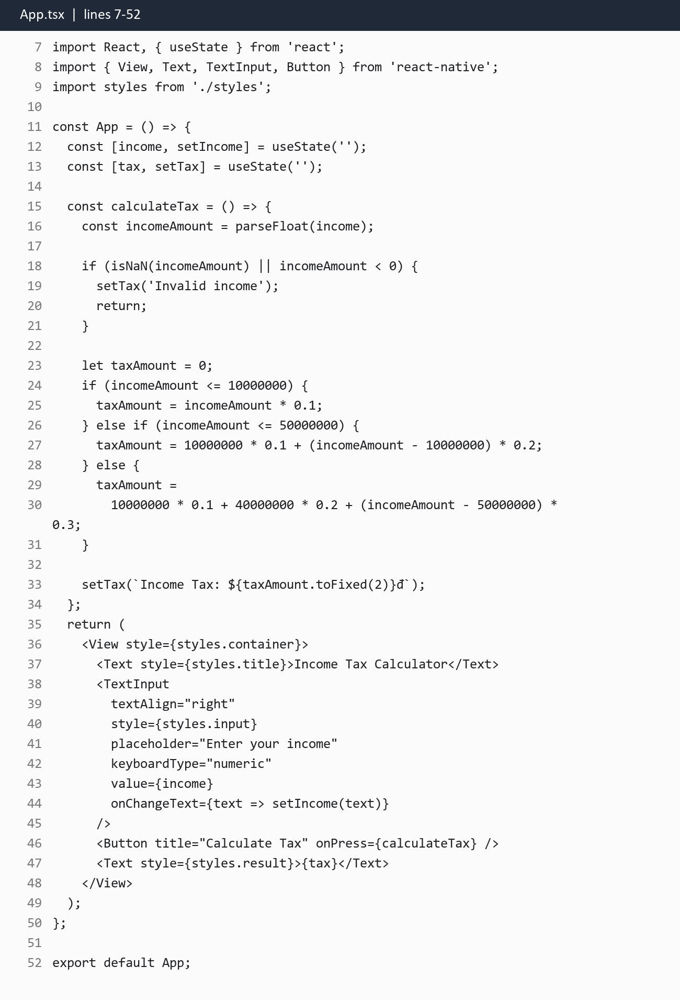 App.tsx | lines 7-52
7 import React, { useState } from 'react';
8 import { View, Text, TextInput, Button } from 'react-native';
9 import styles from './styles';
10
11 const App = () => {
12   const [income, setIncome] = useState('');
13   const [tax, setTax] = useState('');
14
15   const calculateTax = () => {
16     const incomeAmount = parseFloat(income);
17
18     if (isNaN(incomeAmount) || incomeAmount < 0) {
19       setTax('Invalid income');
20       return;
21     }
22
23     let taxAmount = 0;
24     if (incomeAmount <= 10000000) {
25       taxAmount = incomeAmount * 0.1;
26     } else if (incomeAmount <= 50000000) {
27       taxAmount = 10000000 * 0.1 + (incomeAmount - 10000000) * 0.2;
28     } else {
29       taxAmount =
30         10000000 * 0.1 + 40000000 * 0.2 + (incomeAmount - 50000000) *
0.3;
31     }
32
33     setTax(`Income Tax: ${taxAmount.toFixed(2)}đ`);
34   };
35   return (
36     <View style={styles.container}>
37       <Text style={styles.title}>Income Tax Calculator</Text>
38       <TextInput
39         textAlign="right"
40         style={styles.input}
41         placeholder="Enter your income"
42         keyboardType="numeric"
43         value={income}
44         onChangeText={text => setIncome(text)}
45       />
46       <Button title="Calculate Tax" onPress={calculateTax} />
47       <Text style={styles.result}>{tax}</Text>
48     </View>
49   );
50 };
51
52 export default App;